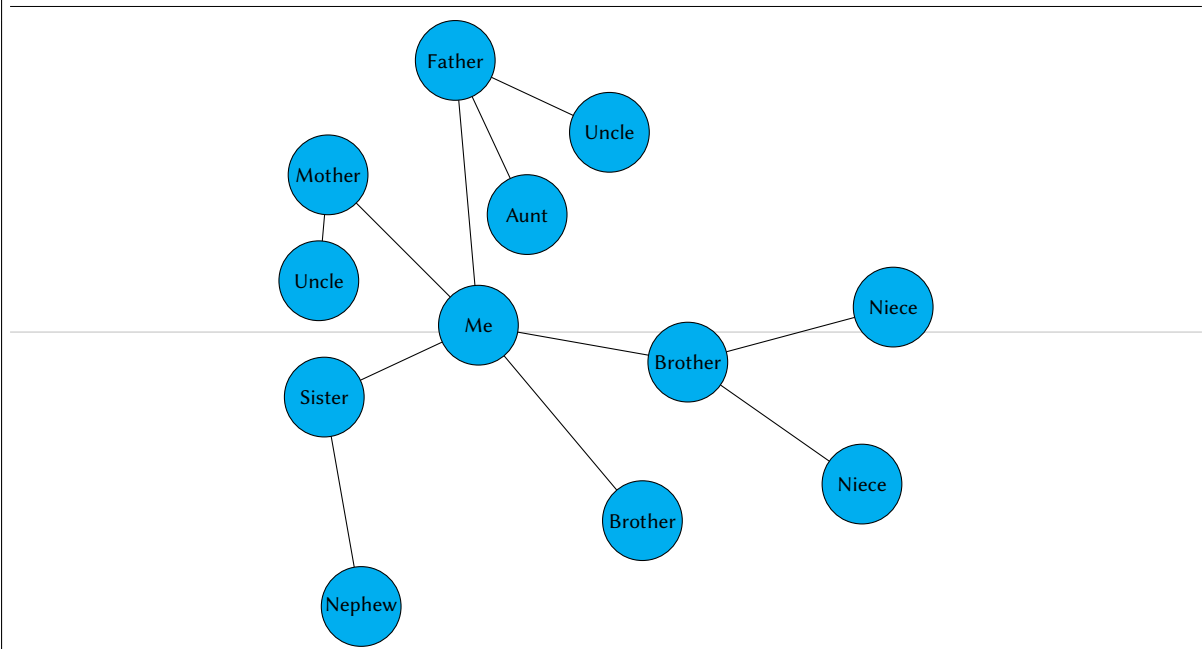 Father
Uncle
Mother
Aunt
Uncle
Niece
Me
Brother
Sister
Niece
Brother
Nephew